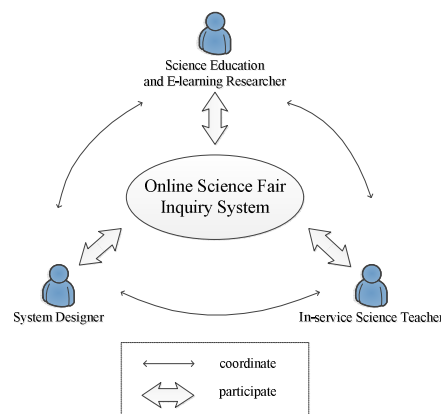 Science Education
and E-learning Researcher
Online Science Fair
Inquiry System
System Designer
In-service Science Teacher
coordinate
participate